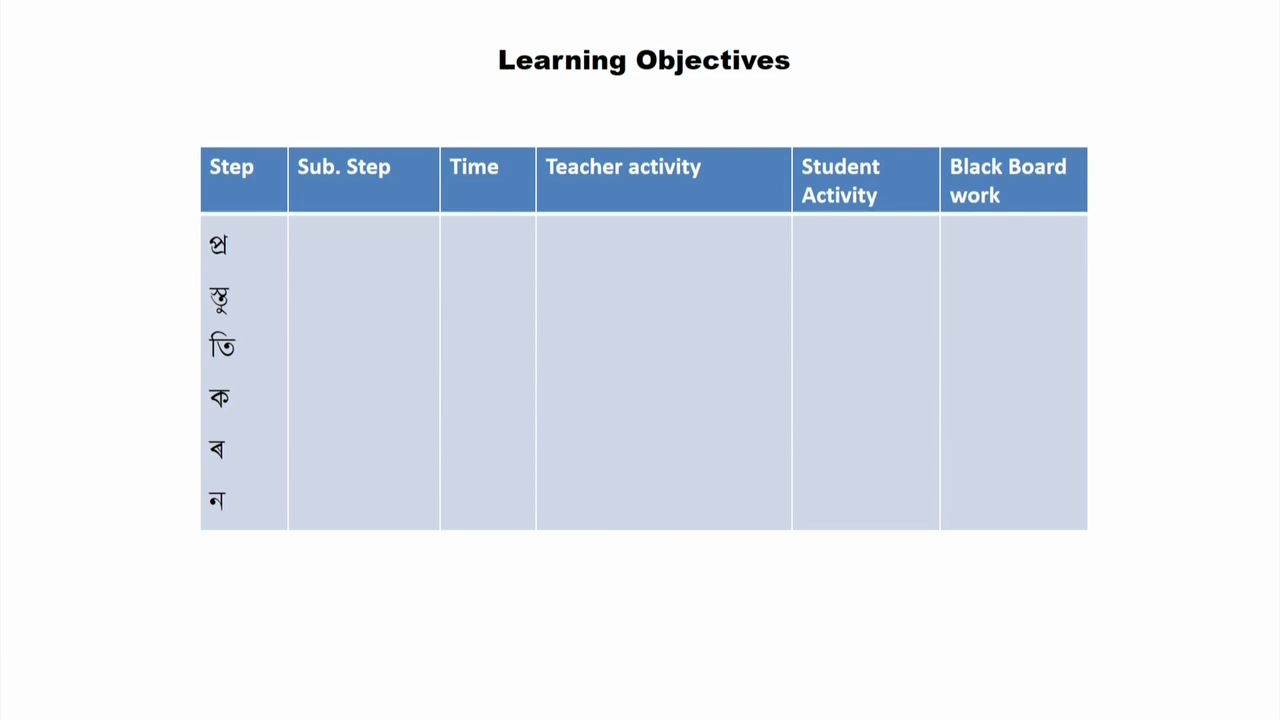 Learning Objectives
Step Sub. Step Time Teacher activity Student Activity Black Board work
প্ৰ
স্তু
তি
ক
ৰ
ন